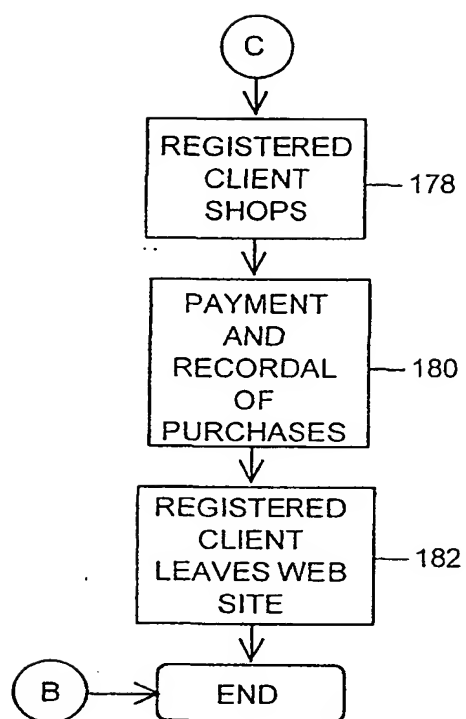 C
REGISTERED
CLIENT
SHOPS
178
PAYMENT
AND
RECORDAL
OF
PURCHASES
180
REGISTERED
CLIENT
LEAVES WEB
SITE
182
B
END